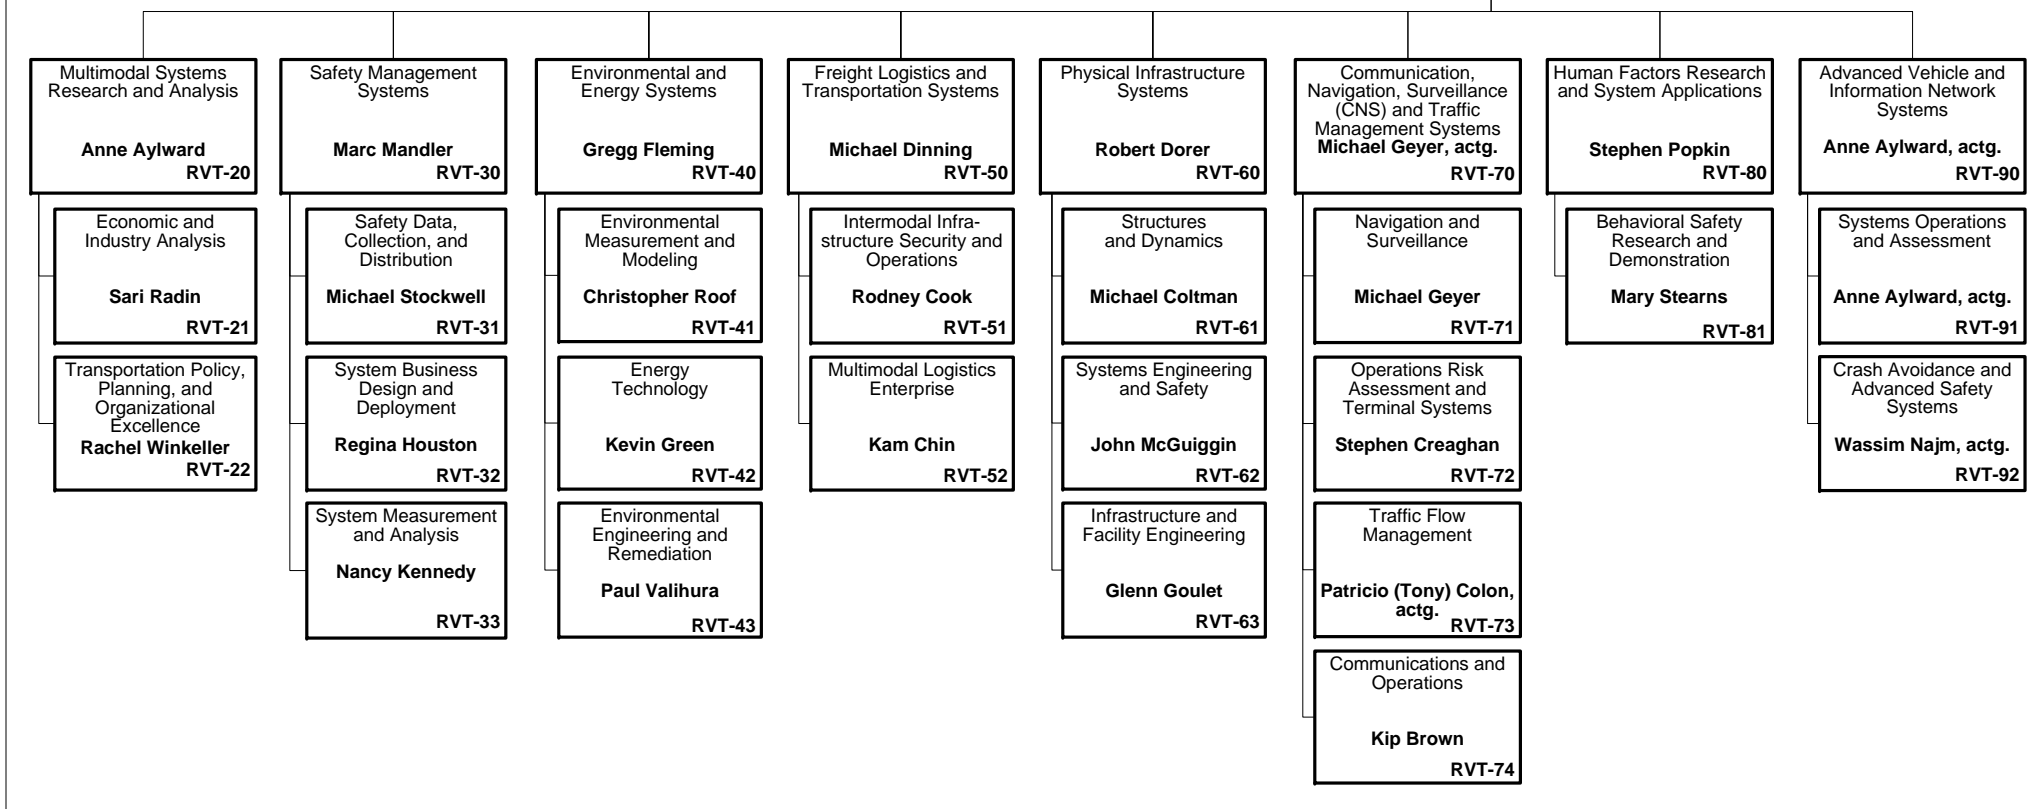 Multimodal Systems
Research and Analysis
Anne Aylward
RVT-20
Economic and
Industry Analysis
Sari Radin
RVT-21
Transportation Policy,
Planning, and
Organizational
Excellence
Rachel Winkeller
RVT-22
Safety Management
Systems
Marc Mandler
RVT-30
Safety Data,
Collection, and
Distribution
Michael Stockwell
RVT-31
System Business
Design and
Deployment
Regina Houston
RVT-32
System Measurement
and Analysis
Nancy Kennedy
RVT-33
Environmental and
Energy Systems
Gregg Fleming
RVT-40
Environmental
Measurement and
Modeling
Christopher Roof
RVT-41
Energy
Technology
Kevin Green
RVT-42
Environmental
Engineering and
Remediation
Paul Valihura
RVT-43
Freight Logistics and
Transportation Systems
Michael Dinning
RVT-50
Intermodal Infra-
structure Security and
Operations
Rodney Cook
RVT-51
Multimodal Logistics
Enterprise
Kam Chin
RVT-52
Physical Infrastructure
Systems
Robert Dorer
RVT-60
Structures
and Dynamics
Michael Coltman
RVT-61
Systems Engineering
and Safety
John McGuiggin
RVT-62
Infrastructure and
Facility Engineering
Glenn Goulet
RVT-63
Communication,
Navigation, Surveillance
(CNS) and Traffic
Management Systems
Michael Geyer, actg.
RVT-70
Navigation and
Surveillance
Michael Geyer
RVT-71
Operations Risk
Assessment and
Terminal Systems
Stephen Creaghan
RVT-72
Traffic Flow
Management
Patricio (Tony) Colon,
actg.
RVT-73
Communications and
Operations
Kip Brown
RVT-74
Human Factors Research
and System Applications
Stephen Popkin
RVT-80
Behavioral Safety
Research and
Demonstration
Mary Stearns
RVT-81
Advanced Vehicle and
Information Network
Systems
Anne Aylward, actg.
RVT-90
Systems Operations
and Assessment
Anne Aylward, actg.
RVT-91
Crash Avoidance and
Advanced Safety
Systems
Wassim Najm, actg.
RVT-92